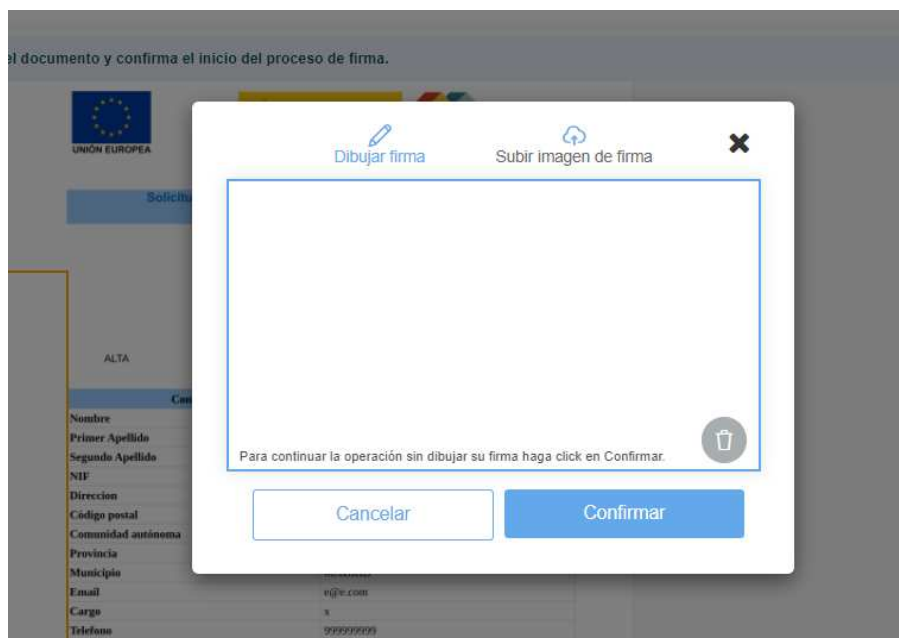 el documento y confirma el inicio del proceso de firma.
UNIÓN EUROPEA
Dibujar firma
Subir imagen de firma
ALTA
Nombre
Primer Apellido
Segundo Apellido
NIF
Direccion
Código postal
Comunidad autónoma
Provincia
Municipio
Email e@e.com
Cargo x
Telefono 999999999
Para continuar la operación sin dibujar su firma haga click en Confirmar.
Cancelar
Confirmar